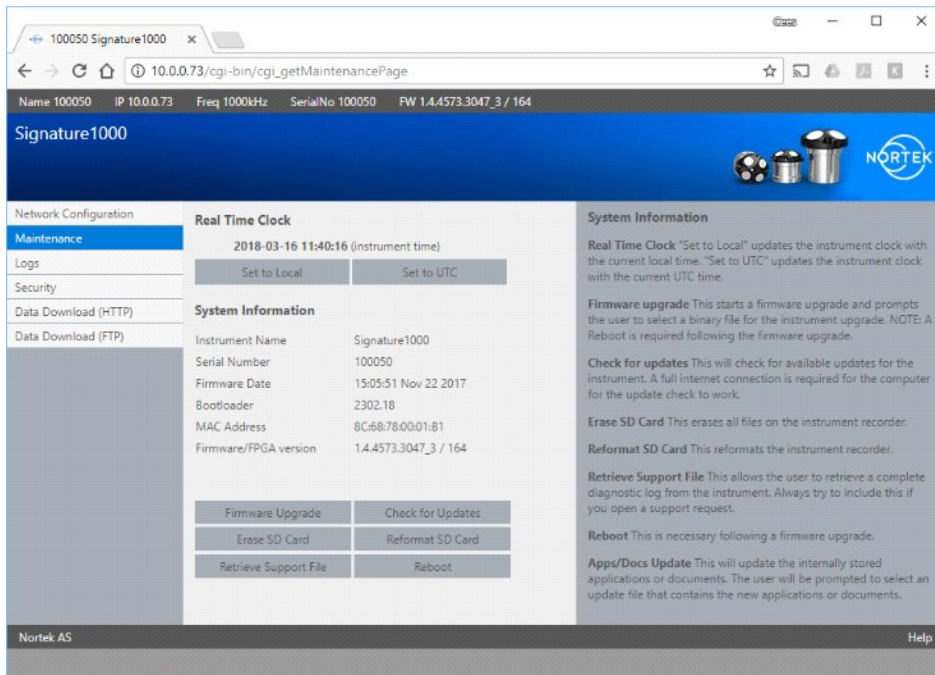 100050 Signature1000
10.0.0.73/cgi-bin/cgi_getMaintenancePage
Name 100050 IP 10.0.0.73 Freq 1000kHz SerialNo 100050 FW 1.4.4573.3047_3 / 164
Signature1000
NORTEK
Network Configuration
Maintenance
Logs
Security
Data Download (HTTP)
Data Download (FTP)
Real Time Clock
2018-03-16 11:40:16 (instrument time)
Set to Local Set to UTC
System Information
Instrument Name Signature1000
Serial Number 100050
Firmware Date 15:05:51 Nov 22 2017
Bootloader 2302.18
MAC Address 8C:68:78:00:01:B1
Firmware/FPGA version 1.4.4573.3047_3 / 164
Firmware Upgrade Check for Updates
Erase SD Card Reformat SD Card
Retrieve Support File Reboot
System Information
Real Time Clock "Set to Local" updates the instrument clock with
the current local time. "Set to UTC" updates the instrument clock
with the current UTC time.
Firmware upgrade This starts a firmware upgrade and prompts
the user to select a binary file for the instrument upgrade. NOTE: A
Reboot is required following the firmware upgrade.
Check for updates This will check for available updates for the
instrument. A full internet connection is required for the computer
for the update check to work.
Erase SD Card This erases all files on the instrument recorder.
Reformat SD Card This reformats the instrument recorder.
Retrieve Support File This allows the user to retrieve a complete
diagnostic log from the instrument. Always try to include this if
you open a support request.
Reboot This is necessary following a firmware upgrade.
Apps/Docs Update This will update the internally stored
applications or documents. The user will be prompted to select an
update file that contains the new applications or documents.
Nortek AS Help